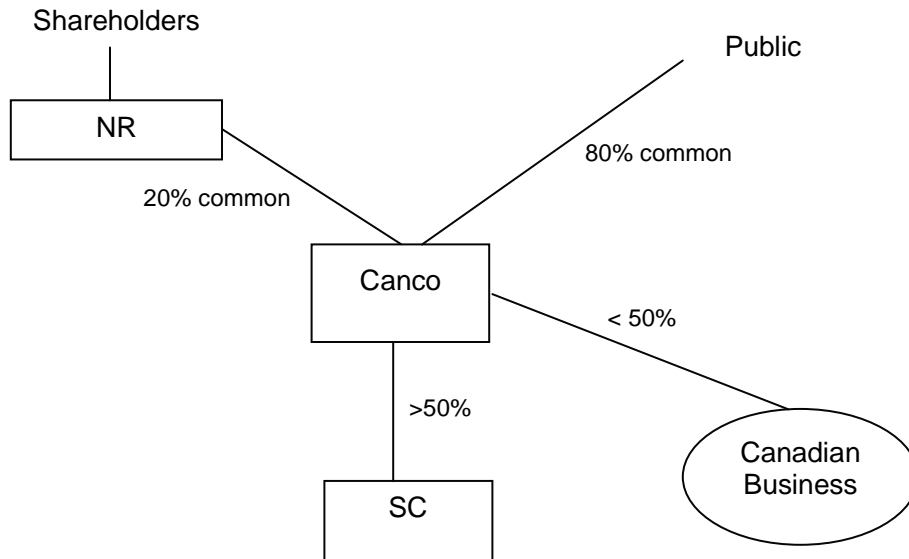 Shareholders
Public
NR
80% common
20% common
Canco
< 50%
>50%
Canadian
Business
SC